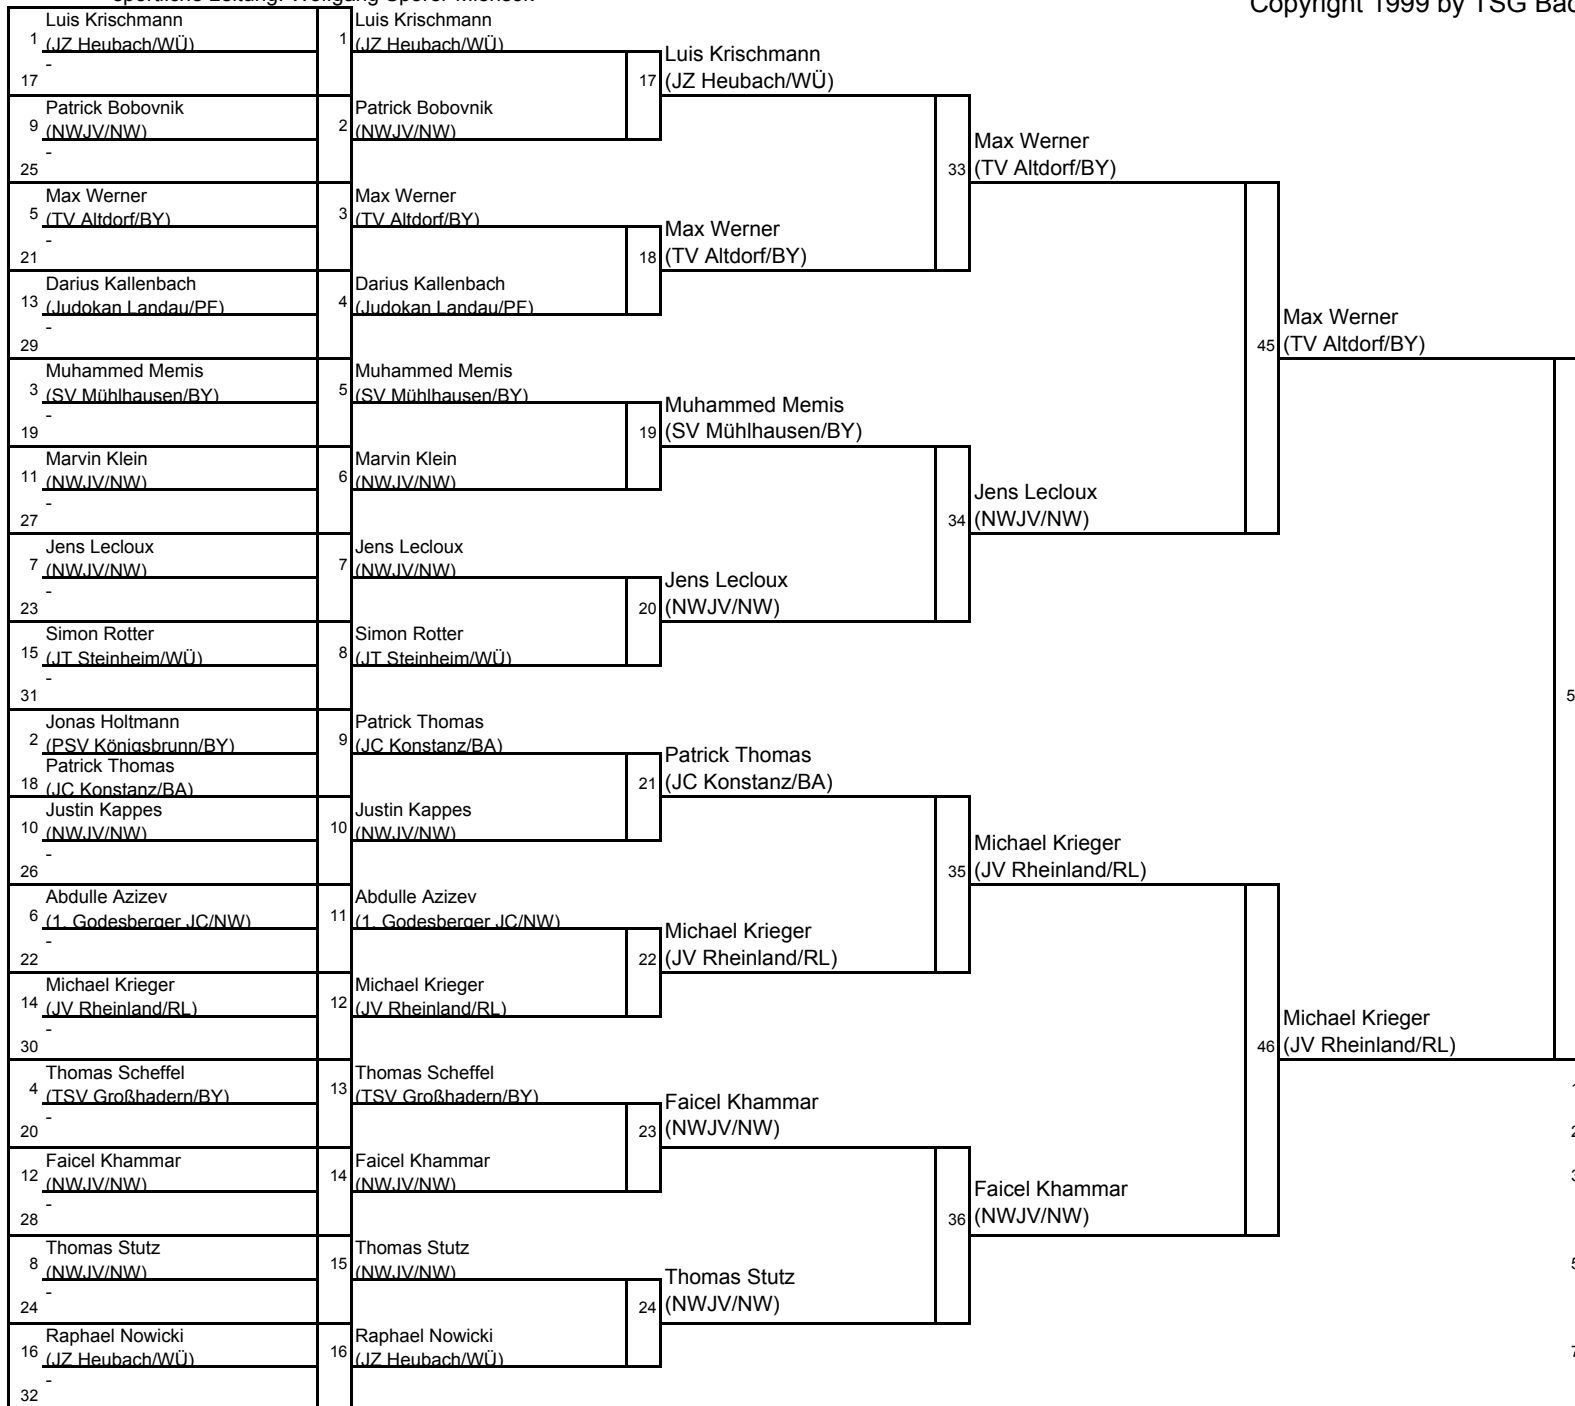 Copyright 1999 by TSG
Luis Krischmann
1 (JZ Heubach/WÜ)
-
17
Patrick Bobovnik
9 (NWJV/NW)
-
25
Max Werner
5 (TV Altdorf/BY)
-
21
Darius Kallenbach
13 (Judokan Landau/PF)
-
29
Muhammed Memis
3 (SV Mühlhausen/BY)
-
19
Marvin Klein
11 (NWJV/NW)
-
27
Jens Lecloux
7 (NWJV/NW)
-
23
Simon Rotter
15 (JT Steinheim/WÜ)
-
31
Jonas Holtmann
2 (PSV Königsbrunn/BY)
Patrick Thomas
18 (JC Konstanz/BA)
Justin Kappes
10 (NWJV/NW)
-
26
Abdulle Azizev
6 (1. Godesberger JC/NW)
-
22
Michael Krieger
14 (JV Rheinland/RL)
-
30
Thomas Scheffel
4 (TSV Großhadern/BY)
-
20
Faicel Khammar
12 (NWJV/NW)
-
28
Thomas Stutz
8 (NWJV/NW)
-
24
Raphael Nowicki
16 (JZ Heubach/WÜ)
-
32
Luis Krischmann
1 (JZ Heubach/WÜ)
Patrick Bobovnik
2 (NWJV/NW)
Max Werner
3 (TV Altdorf/BY)
Darius Kallenbach
4 (Judokan Landau/PF)
Muhammed Memis
5 (SV Mühlhausen/BY)
Marvin Klein
6 (NWJV/NW)
Jens Lecloux
7 (NWJV/NW)
Simon Rotter
8 (JT Steinheim/WÜ)
Patrick Thomas
9 (JC Konstanz/BA)
Justin Kappes
10 (NWJV/NW)
Abdulle Azizev
11 (1. Godesberger JC/NW)
Michael Krieger
12 (JV Rheinland/RL)
Thomas Scheffel
13 (TSV Großhadern/BY)
Faicel Khammar
14 (NWJV/NW)
Thomas Stutz
15 (NWJV/NW)
Raphael Nowicki
16 (JZ Heubach/WÜ)
Luis Krischmann
17 (JZ Heubach/WÜ)
Max Werner
18 (TV Altdorf/BY)
Muhammed Memis
19 (SV Mühlhausen/BY)
Jens Lecloux
20 (NWJV/NW)
Patrick Thomas
21 (JC Konstanz/BA)
Michael Krieger
22 (JV Rheinland/RL)
Faicel Khammar
23 (NWJV/NW)
Thomas Stutz
24 (NWJV/NW)
Max Werner
33 (TV Altdorf/BY)
Jens Lecloux
34 (NWJV/NW)
Michael Krieger
35 (JV Rheinland/RL)
Faicel Khammar
36 (NWJV/NW)
Max Werner
45 (TV Altdorf/BY)
Michael Krieger
46 (JV Rheinland/RL)